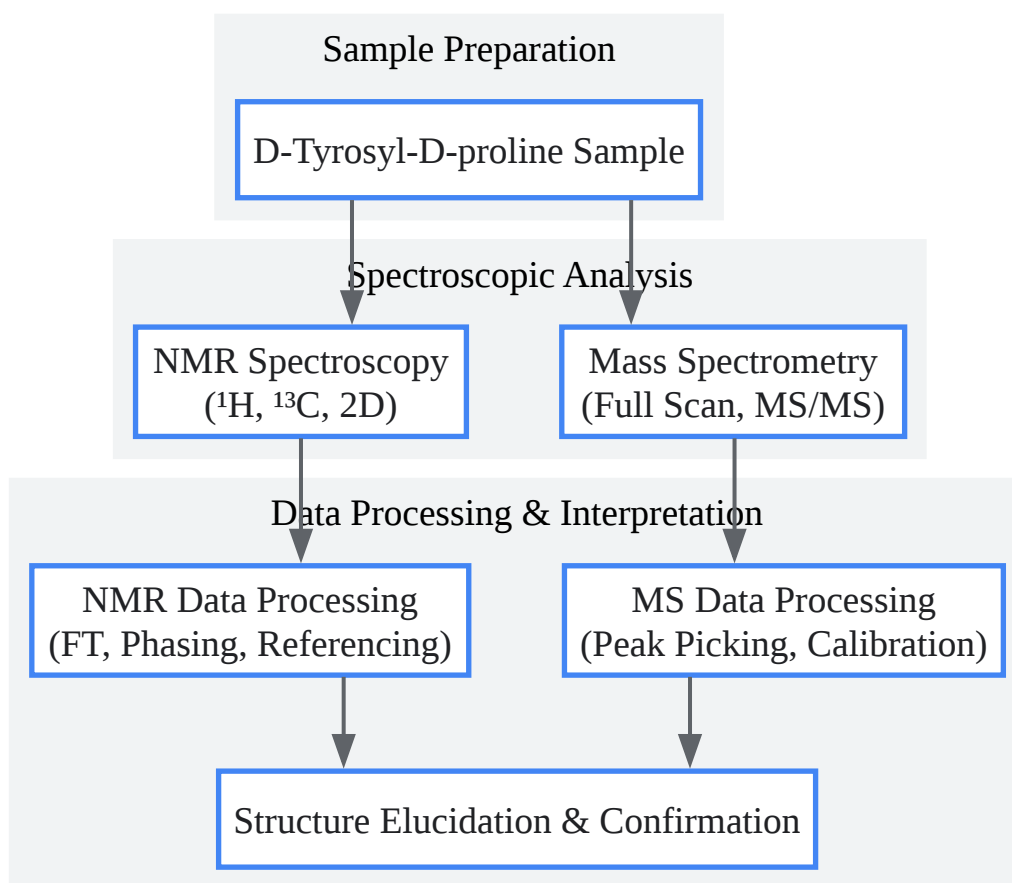 Sample Preparation
D-Tyrosyl-D-proline Sample
Spectroscopic Analysis
NMR Spectroscopy
(¹H, ¹³C, 2D)
Mass Spectrometry
(Full Scan, MS/MS)
Data Processing & Interpretation
NMR Data Processing
(FT, Phasing, Referencing)
MS Data Processing
(Peak Picking, Calibration)
Structure Elucidation & Confirmation